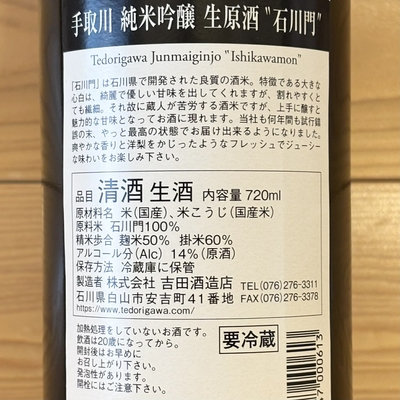 手取川 純米吟醸 生原酒 "石川門"
Tedorigawa Junmaiginjo "Ishikawamon"
「石川門」は石川県で開発された良質の酒米。特徴である大きな
心白は、綺麗で優しい甘味を出してくれますが、割れやすくと
ても繊細。それ故に蔵人が苦労する酒米ですが、上手に醸すと
魅力的な甘味となってお酒に現れます。当社も何年間も試行錯
誤の末、やっと最高の状態でお届け出来るようになりました。
爽やかな香りと洋梨をかじったようなフレッシュでジューシー
な味わいをお楽しみ下さい。
品目 清酒 生酒 内容量 720ml
原材料名 米(国産)、米こうじ(国産米)
原料米 石川門100%
精米歩合 麹米50% 掛米60%
アルコール分(Alc) 14%(原酒)
保存方法 冷蔵庫に保管
製造者 株式会社 吉田酒造店 TEL(076)276-3311
石川県白山市安吉町41番地 FAX(076)276-3378
https://www.tedorigawa.com/
加熱処理をしていないお酒です。
飲酒は20歳になってから。
開封後はお早めに
お召し上がり下さい。
発泡性があります。
開栓にはご注意下さい。
要冷蔵
000613